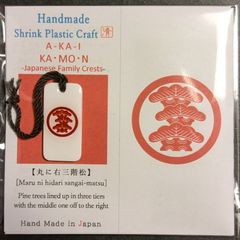 Handmade
Shrink Plastic Craft
A-KA-I
KA・MO・N
-Japanese Family Crests-
【丸に右三階松】
[Maru ni hidari sangai-matsu]
Pine trees lined up in three tiers
with the middle one off to the right
Hand Made in Japan